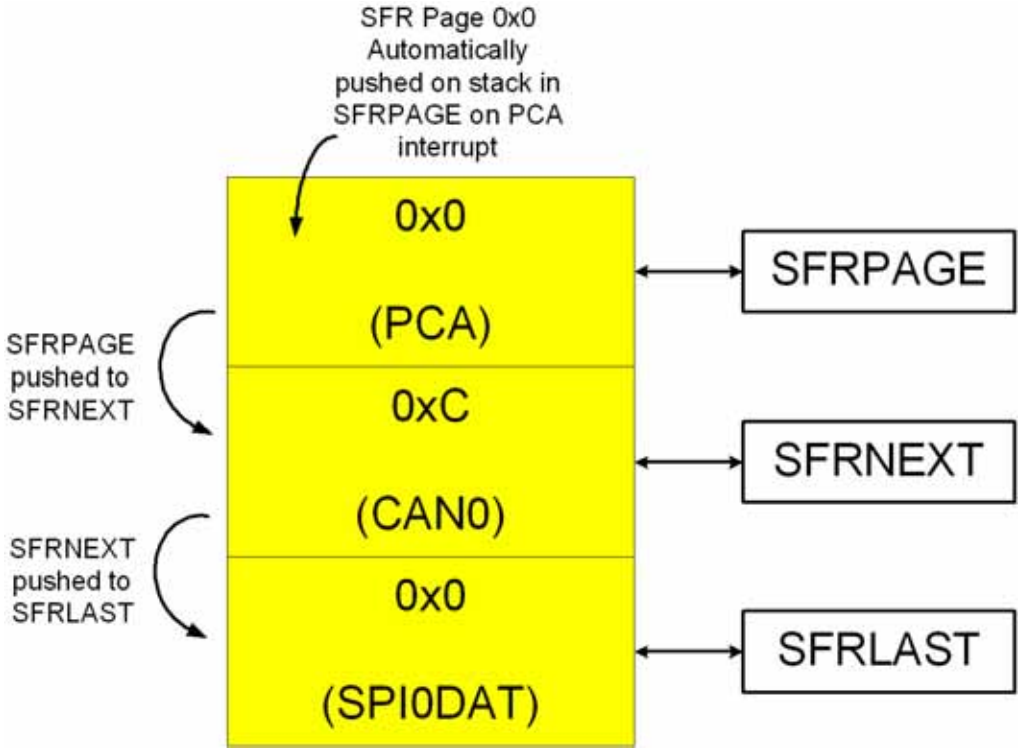 SFR Page 0x0
Automatically
pushed on stack in
SFRPAGE on PCA
interrupt
0x0
(PCA)
SFRPAGE
SFRPAGE
pushed to
SFRNEXT
0xC
(CAN0)
SFRNEXT
SFRNEXT
pushed to
SFRLAST
0x0
(SPI0DAT)
SFRLAST